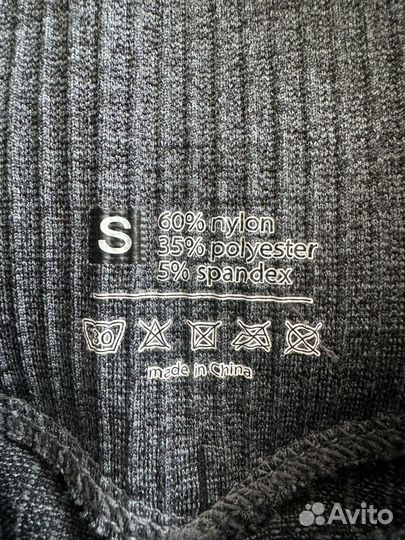 S
60% nylon
35% polyester
5% spandex
30
made in China
Avito